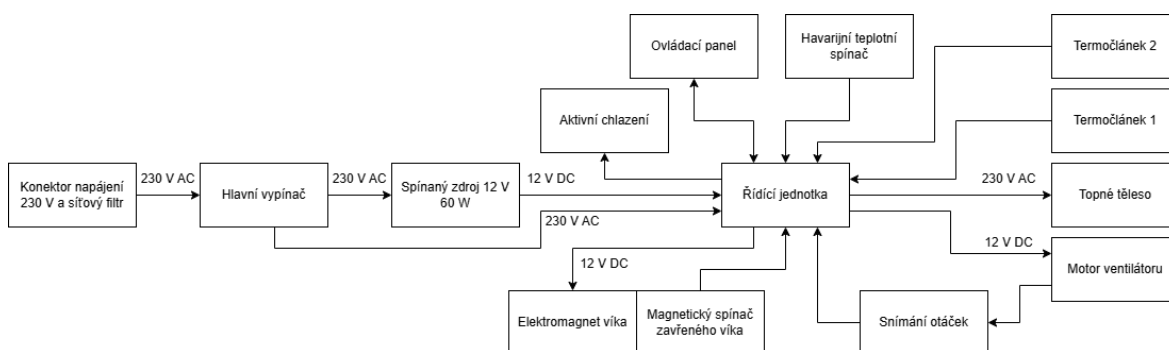 Ovládací panel
Havarijní teplotní
spínač
Termočlánek 2
Aktivní chlazení
Termočlánek 1
Konektor napájení
230 V a síťový filtr
230 V AC
Hlavní vypínač
230 V AC
Spínaný zdroj 12 V
60 W
12 V DC
230 V AC
Řídící jednotka
230 V AC
Topné těleso
12 V DC
Motor ventilátoru
12 V DC
Elektromagnet víka
Magnetický spínač
zavřeného víka
Snímání otáček